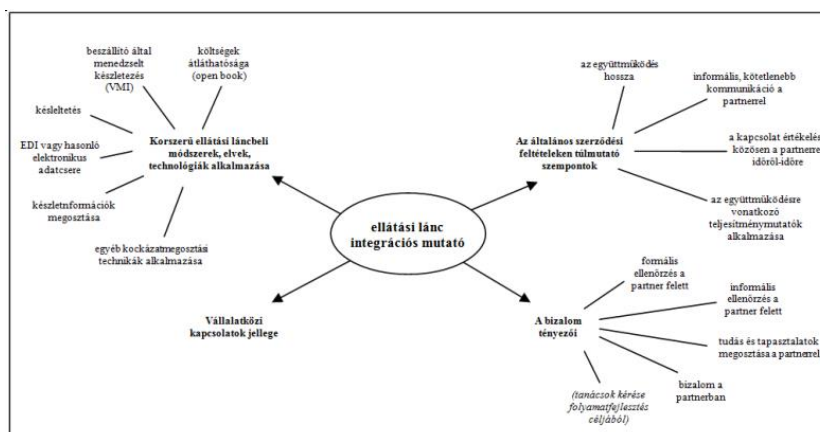 beszállító által
menedzselt
készletezés
(VMI)
költségek
átláthatósága
(open book)
késleltetés
EDI vagy hasonló
elektronikus
adatcsere
készletnformációk
megosztása
egyéb kockázatmegosztási
technikák alkalmazása
Korszerű ellátási láncbeli
módszerek, elvek,
technológiák alkalmazása
az együttműködés
hossza
informális, kötetlenebb
kommunikáció a
partnerrel
a kapcsolat értékelés
közösen a partnerre
időről-időre
az együttműködésre
vonatkozó
teljesítménymutatók
alkalmazása
Az általános szerződési
feltételeken túlmutató
szempontok
ellátási lánc
integrációs mutató
Vállalatközi
kapcsolatok jellege
A bizalom
tényezői
formális
ellenőrzés a
partner felett
informális
ellenőrzés a
partner felett
tudás és tapasztalatok
megosztása a partnerrel
bizalom a
partnerban
(tanácsok kérése
folyamatfejlesztés
céljából)